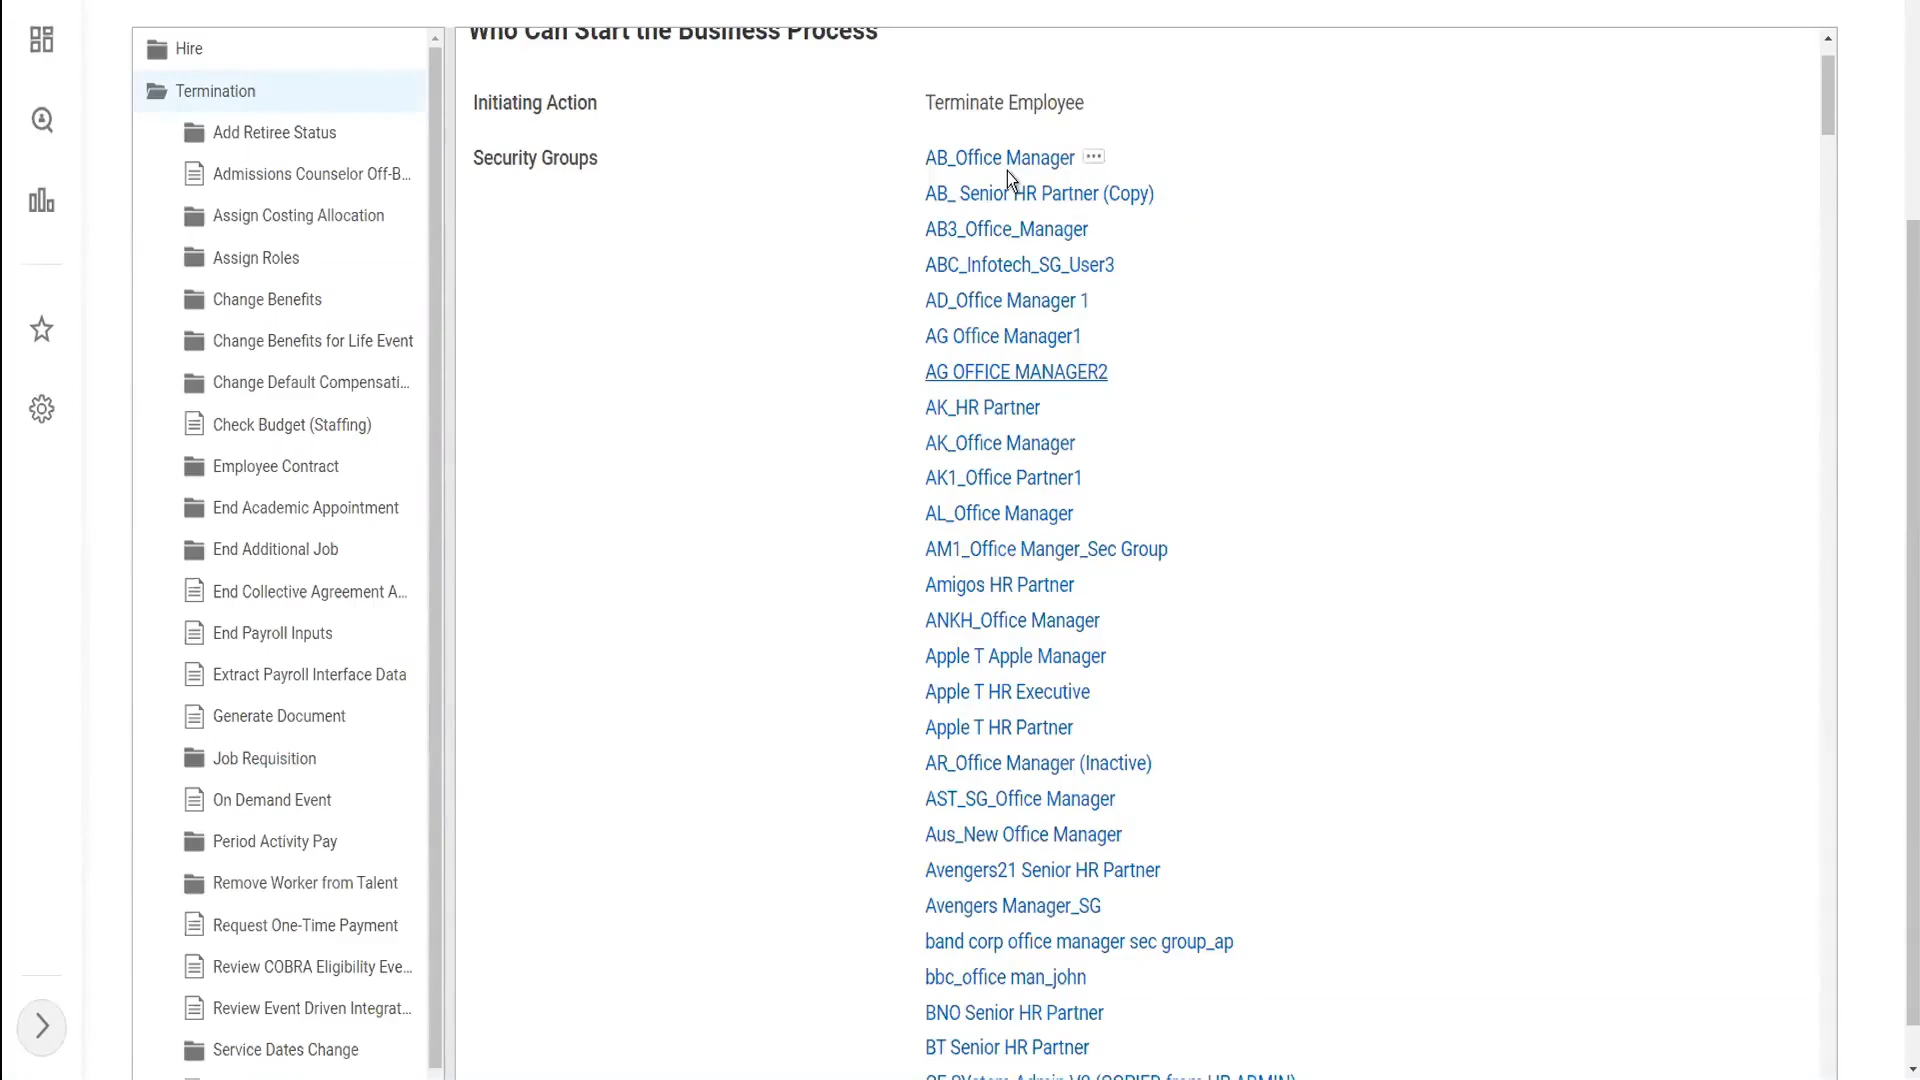 Hire
Termination
Add Retiree Status
Admissions Counselor Off-B...
Assign Costing Allocation
Assign Roles
Change Benefits
Change Benefits for Life Event
Change Default Compensati...
Check Budget (Staffing)
Employee Contract
End Academic Appointment
End Additional Job
End Collective Agreement A...
End Payroll Inputs
Extract Payroll Interface Data
Generate Document
Job Requisition
On Demand Event
Period Activity Pay
Remove Worker from Talent
Request One-Time Payment
Review COBRA Eligibility Eve...
Review Event Driven Integrat...
Service Dates Change
Who Can Start the Business Process
Initiating Action
Terminate Employee
Security Groups
AB_Office Manager
AB_ Senior HR Partner (Copy)
AB3_Office_Manager
ABC_Infotech_SG_User3
AD_Office Manager 1
AG Office Manager1
AG OFFICE MANAGER2
AK_HR Partner
AK_Office Manager
AK1_Office Partner1
AL_Office Manager
AM1_Office Manger_Sec Group
Amigos HR Partner
ANKH_Office Manager
Apple T Apple Manager
Apple T HR Executive
Apple T HR Partner
AR_Office Manager (Inactive)
AST_SG_Office Manager
Aus_New Office Manager
Avengers21 Senior HR Partner
Avengers Manager_SG
band corp office manager sec group_ap
bbc_office man_john
BNO Senior HR Partner
BT Senior HR Partner